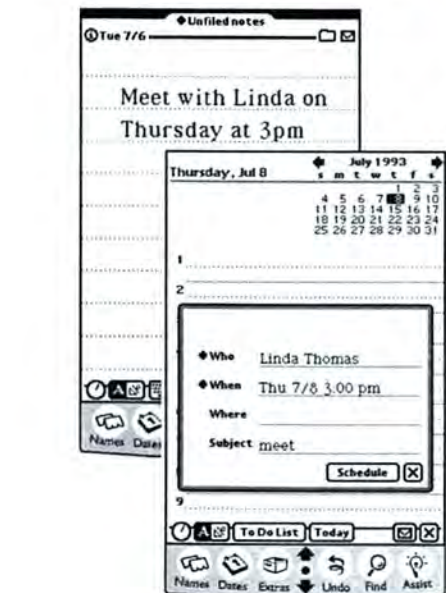 Unfiled notes
Tue 7/6
Meet with Linda on
Thursday at 3pm
Names Dates
Thursday, Jul 8
July 1993
s m t w t f s
1 2 3
4 5 6 7 8 9 10
11 12 13 14 15 16 17
18 19 20 21 22 23 24
25 26 27 28 29 30 31
1
2
Who Linda Thomas
When Thu 7/8 3:00 pm
Where
Subject meet
Schedule
9
To Do List Today
Names Dates Extras Undo Find Assist